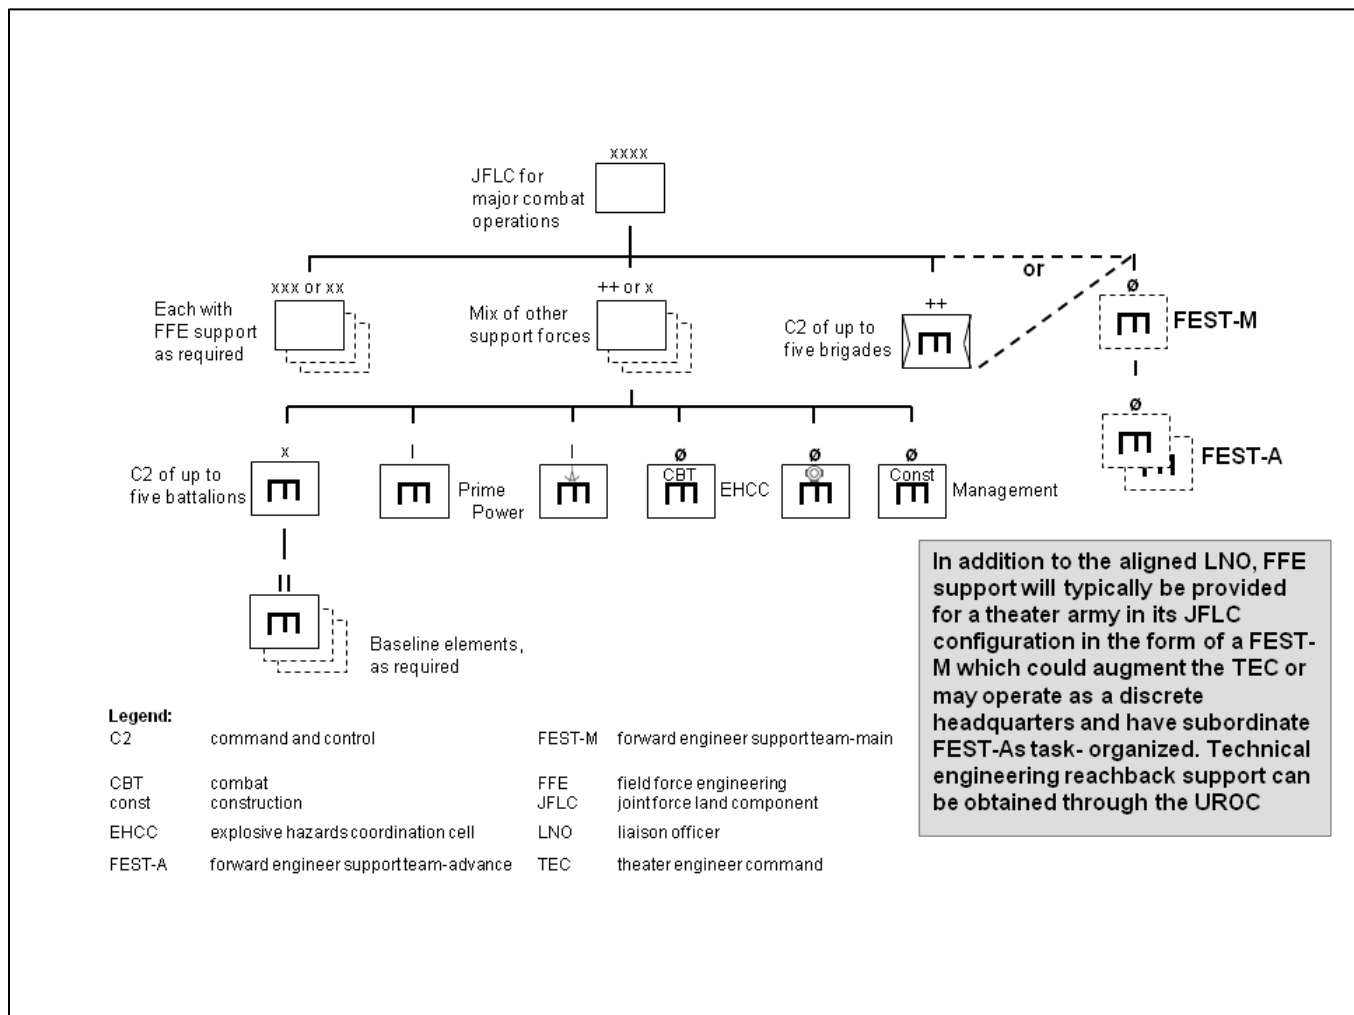 xxxx
JFLC for
major combat
operations
or
xxx or xx
Each with
FFE support
as required
++ or x
Mix of other
support forces
++
C2 of up to
five brigades
Ø
FEST-M
Ø
FEST-A
x
C2 of up to
five battalions
I
Prime
Power
I
Ø
CBT
EHCC
Ø
Ø
Const
Management
II
Baseline elements,
as required
In addition to the aligned LNO, FFE
support will typically be provided
for a theater army in its JFLC
configuration in the form of a FEST-
M which could augment the TEC or
may operate as a discrete
headquarters and have subordinate
FEST-As task- organized. Technical
engineering reachback support can
be obtained through the UROC
Legend:
C2 command and control FEST-M forward engineer support team-main
CBT combat FFE field force engineering
const construction JFLC joint force land component
EHCC explosive hazards coordination cell LNO liaison officer
FEST-A forward engineer support team-advance TEC theater engineer command